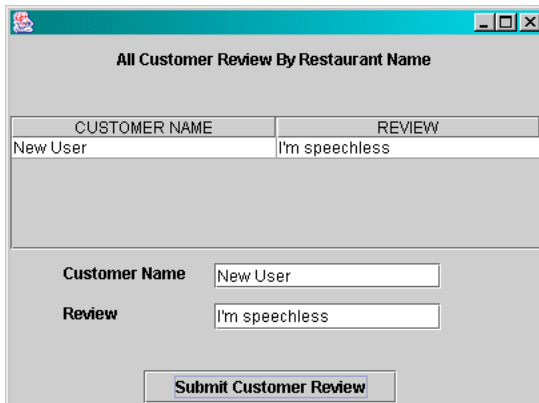 All Customer Review By Restaurant Name
CUSTOMER NAME REVIEW
New User I'm speechless
Customer Name New User
Review I'm speechless
Submit Customer Review